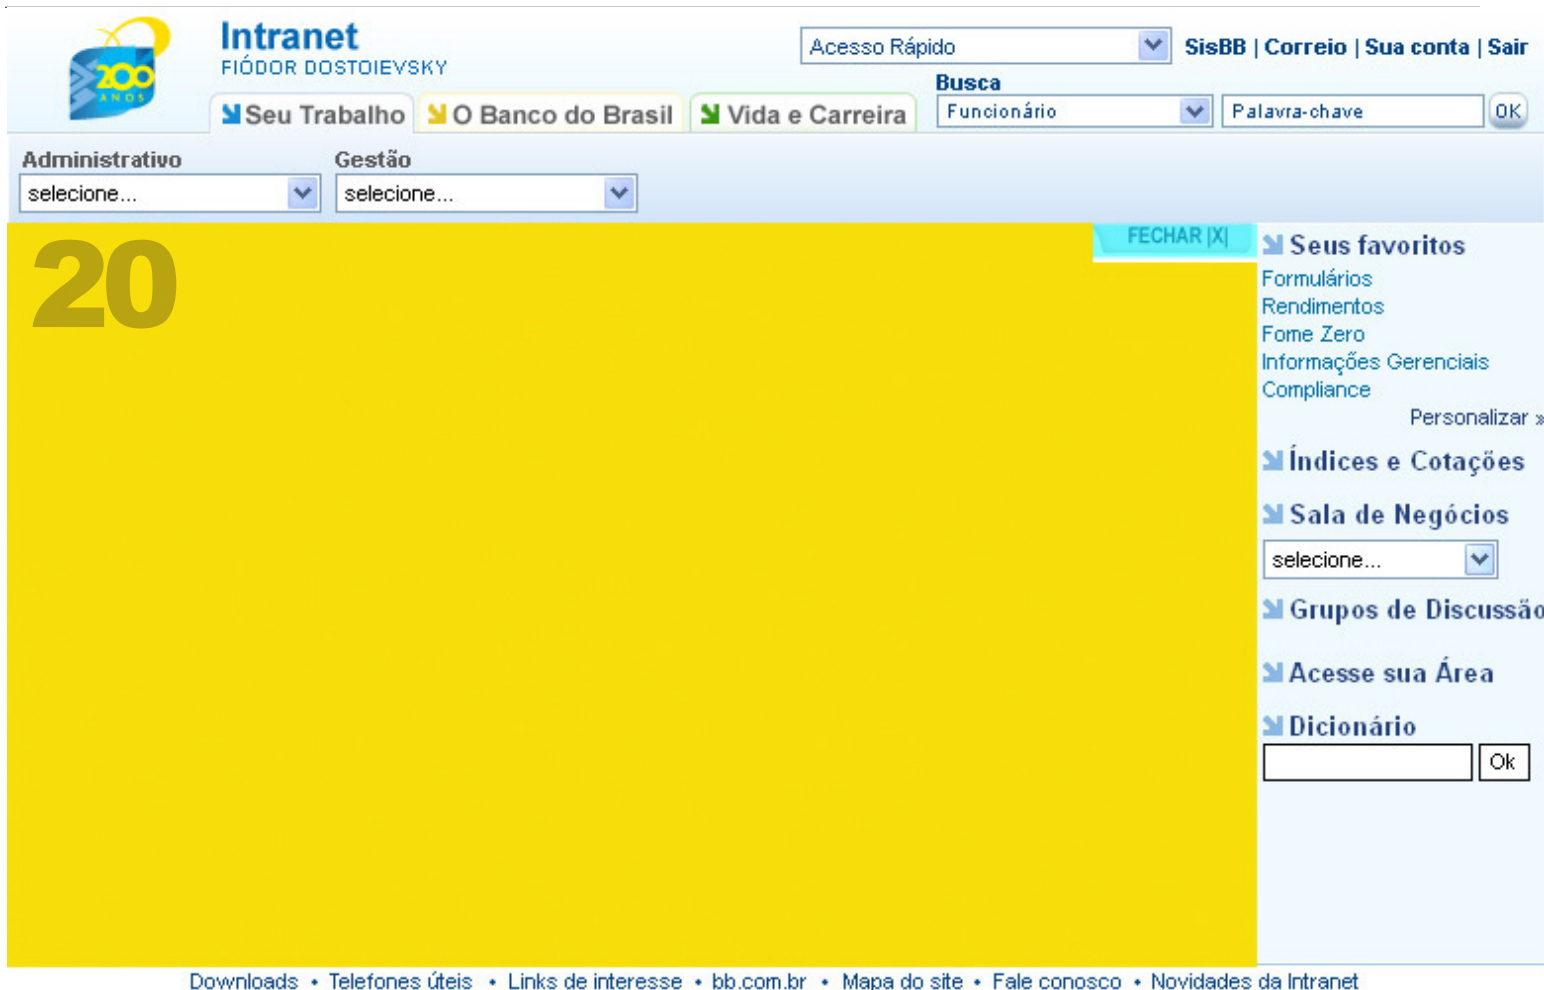 200
ANOS
Intranet
FIÓDOR DOSTOIEVSKY
Acesso Rápido
SisBB | Correio | Sua conta | Sair
Busca
Funcionário
Palavra-chave
OK
Seu Trabalho
O Banco do Brasil
Vida e Carreira
Administrativo
Gestão
selecione...
selecione...
20
FECHAR |X|
Seus favoritos
Formulários
Rendimentos
Fome Zero
Informações Gerenciais
Compliance
Personalizar »
Índices e Cotações
Sala de Negócios
selecione...
Grupos de Discussão
Acesse sua Área
Dicionário
Ok
Downloads • Telefones úteis • Links de interesse • bb.com.br • Mapa do site • Fale conosco • Novidades da Intranet